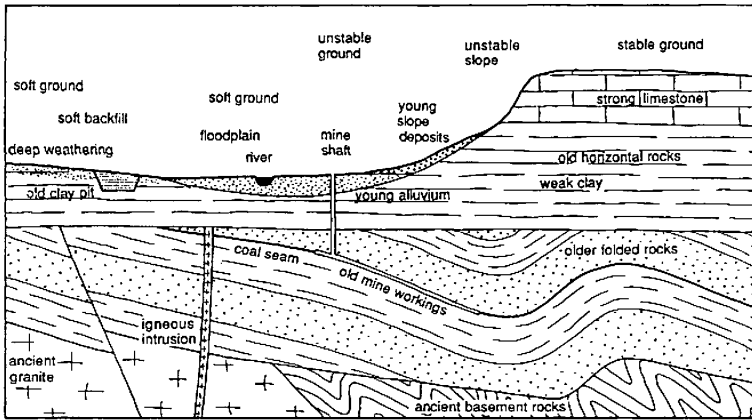 unstable
ground
unstable
slope
stable ground
soft ground
soft ground
young
slope
deposits
strong limestone
soft backfill
floodplain
mine
shaft
deep weathering
river
old horizontal rocks
weak clay
old clay pit
young alluvium
coal seam
older folded rocks
old mine workings
igneous
intrusion
ancient
granite
ancient basement rocks